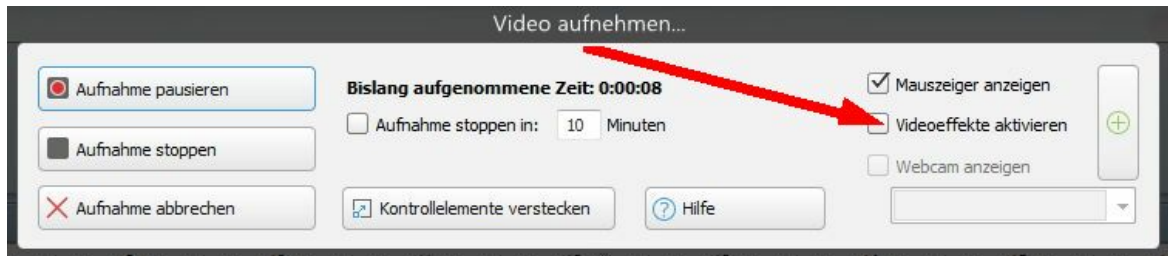 Video aufnehmen...
Aufnahme pausieren
Bislang aufgenommene Zeit: 0:00:08
Mauszeiger anzeigen
Aufnahme stoppen in: 10 Minuten
Videoeffekte aktivieren
Aufnahme stoppen
Webcam anzeigen
Aufnahme abbrechen
Kontrollelemente verstecken
Hilfe